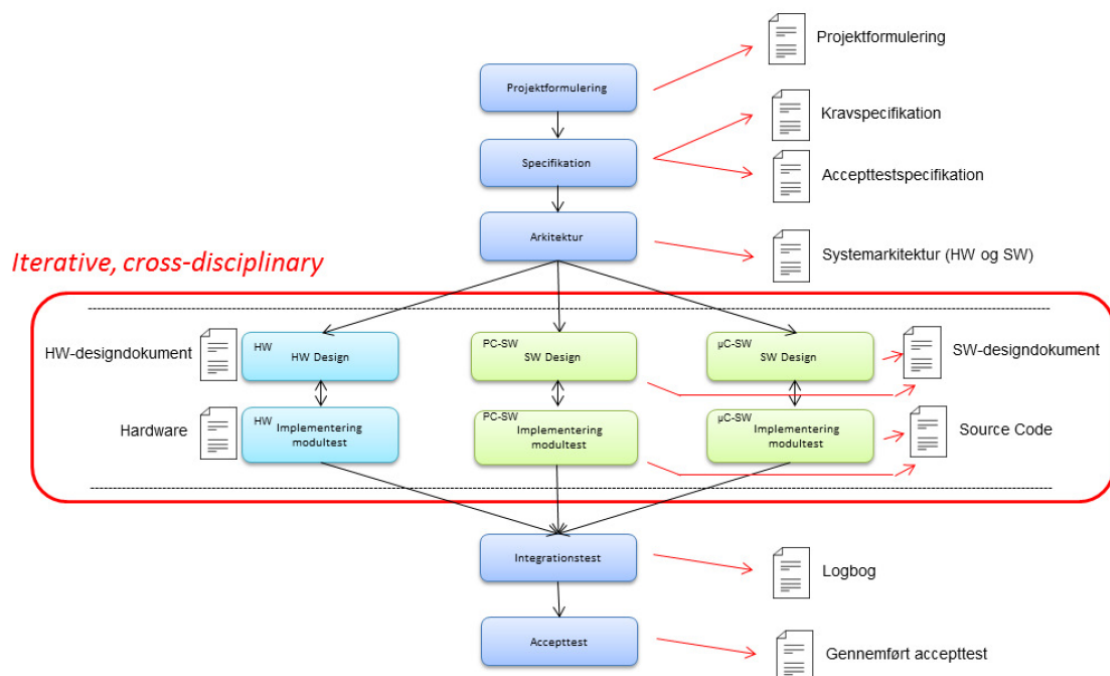 Projektformulering
Projektformulering
Kravspecifikation
Specifikation
Accepttestspecifikation
Arkitektur
Systemarkitektur (HW og SW)
Iterative, cross-disciplinary
HW-designdokument
HW
HW Design
PC-SW
SW Design
µC-SW
SW Design
SW-designdokument
Hardware
HW
Implementering
modultest
PC-SW
Implementering
modultest
µC-SW
Implementering
modultest
Source Code
Integrationstest
Logbog
Accepttest
Gennemført accepttest